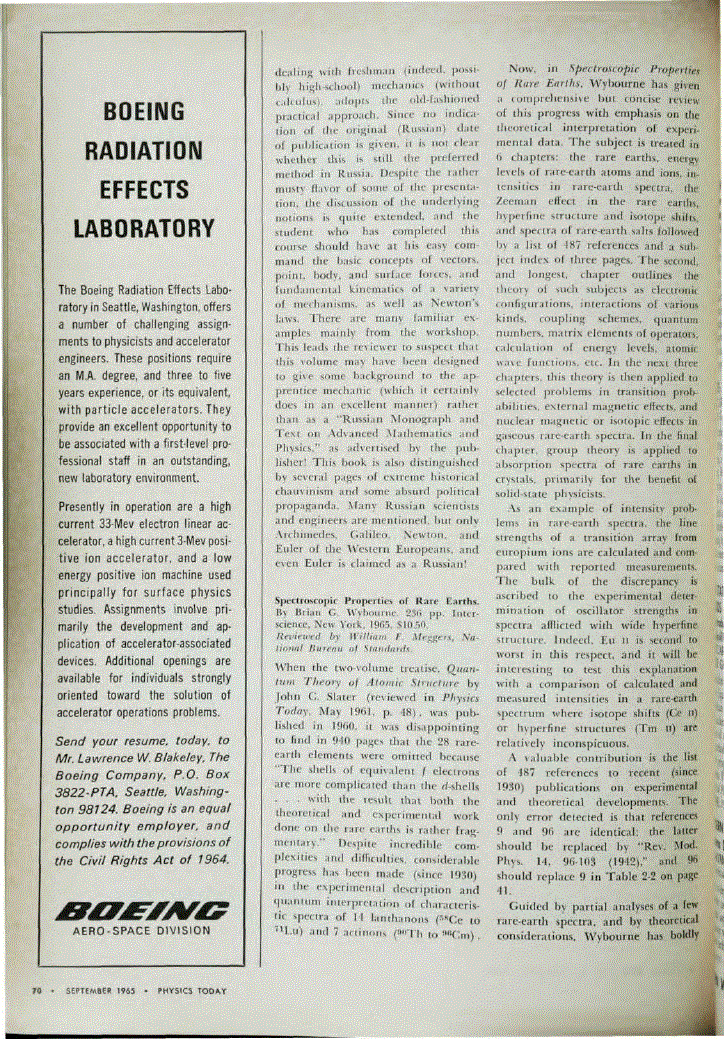 BOEING
RADIATION
EFFECTS
LABORATORY
The Boeing Radiation Effects Labo-
ratory in Seattle, Washington, offers
a number of challenging assign-
ments to physicists and accelerator
engineers. These positions require
an M.A. degree, and three to five
years experience, or its equivalent,
with particle accelerators. They
provide an excellent opportunity to
be associated with a first-level pro-
fessional staff in an outstanding,
new laboratory environment.
Presently in operation are a high
current 33-Mev electron linear ac-
celerator, a high current 3-Mev posi-
tive ion accelerator, and a low
energy positive ion machine used
principally for surface physics
studies. Assignments involve pri-
marily the development and ap-
plication of accelerator-associated
devices. Additional openings are
available for individuals strongly
oriented toward the solution of
accelerator operations problems.
Send your resume, today, to
Mr. Lawrence W. Blakeley, The
Boeing Company, P.O. Box
3822-PTA, Seattle, Washing-
ton 98124. Boeing is an equal
opportunity employer, and
complies with the provisions of
the Civil Rights Act of 1964.
BOEING
AERO-SPACE DIVISION
dealing with freshman (indeed, possi-
bly high-school) mechanics (without
calculus), adopts the old-fashioned
practical approach. Since no indica-
tion of the original (Russian) date
of publication is given, it is not clear
whether this is still the preferred
method in Russia. Despite the rather
musty flavor of some of the presenta-
tion, the discussion of the underlying
notions is quite extended, and the
student who has completed this
course should have at his easy com-
mand the basic concepts of vectors,
point, body, and surface forces, and
fundamental kinematics of a variety
of mechanisms, as well as Newton's
laws. There are many familiar ex-
amples mainly from the workshop.
This leads the reviewer to suspect that
this volume may have been designed
to give some background to the ap-
prentice mechanic (which it certainly
does in an excellent manner) rather
than as a "Russian Monograph and
Text on Advanced Mathematics and
Physics," as advertised by the pub-
lisher! This book is also distinguished
by several pages of extreme historical
chauvinism and some absurd political
propaganda. Many Russian scientists
and engineers are mentioned, but only
Archimedes, Galileo, Newton, and
Euler of the Western Europeans, and
even Euler is claimed as a Russian!
Spectroscopic Properties of Rare Earths.
By Brian G. Wybourne. 236 pp. Inter-
science, New York, 1965. $10.50.
Reviewed by William F. Meggers, Na-
tional Bureau of Standards.
When the two-volume treatise, Quan-
tum Theory of Atomic Structure by
John C. Slater (reviewed in Physics
Today, May 1961, p. 48), was pub-
lished in 1960, it was disappointing
to find in 940 pages that the 28 rare-
earth elements were omitted because
"The shells of equivalent f electrons
are more complicated than the d-shells
. . . with the result that both the
theoretical and experimental work
done on the rare earths is rather frag-
mentary." Despite incredible com-
plexities and difficulties, considerable
progress has been made (since 1930)
in the experimental description and
quantum interpretation of characteris-
tic spectra of 14 lanthanons (⁵⁸Ce to
⁷¹Lu) and 7 actinons (⁹⁰Th to ⁹⁶Cm).
Now, in Spectroscopic Properties
of Rare Earths, Wybourne has given
a comprehensive but concise review
of this progress with emphasis on the
theoretical interpretation of experi-
mental data. The subject is treated in
6 chapters: the rare earths, energy
levels of rare-earth atoms and ions, in-
tensities in rare-earth spectra, the
Zeeman effect in the rare earths,
hyperfine structure and isotope shifts,
and spectra of rare-earth salts followed
by a list of 487 references and a sub-
ject index of three pages. The second,
and longest, chapter outlines the
theory of such subjects as electronic
configurations, interactions of various
kinds, coupling schemes, quantum
numbers, matrix elements of operators,
calculation of energy levels, atomic
wave functions, etc. In the next three
chapters, this theory is then applied to
selected problems in transition prob-
abilities, external magnetic effects, and
nuclear magnetic or isotopic effects in
gaseous rare-earth spectra. In the final
chapter, group theory is applied to
absorption spectra of rare earths in
crystals, primarily for the benefit of
solid-state physicists.
As an example of intensity prob-
lems in rare-earth spectra, the line
strengths of a transition array from
europium ions are calculated and com-
pared with reported measurements.
The bulk of the discrepancy is
ascribed to the experimental deter-
mination of oscillator strengths in
spectra afflicted with wide hyperfine
structure. Indeed, Eu II is second to
worst in this respect, and it will be
interesting to test this explanation
with a comparison of calculated and
measured intensities in a rare-earth
spectrum where isotope shifts (Ce II)
or hyperfine structures (Tm II) are
relatively inconspicuous.
A valuable contribution is the list
of 487 references to recent (since
1930) publications on experimental
and theoretical developments. The
only error detected is that references
9 and 96 are identical; the latter
should be replaced by "Rev. Mod.
Phys. 14, 96-103 (1942)," and 96
should replace 9 in Table 2-2 on page
41.
Guided by partial analyses of a few
rare-earth spectra, and by theoretical
considerations, Wybourne has boldly
70 • SEPTEMBER 1965 • PHYSICS TODAY